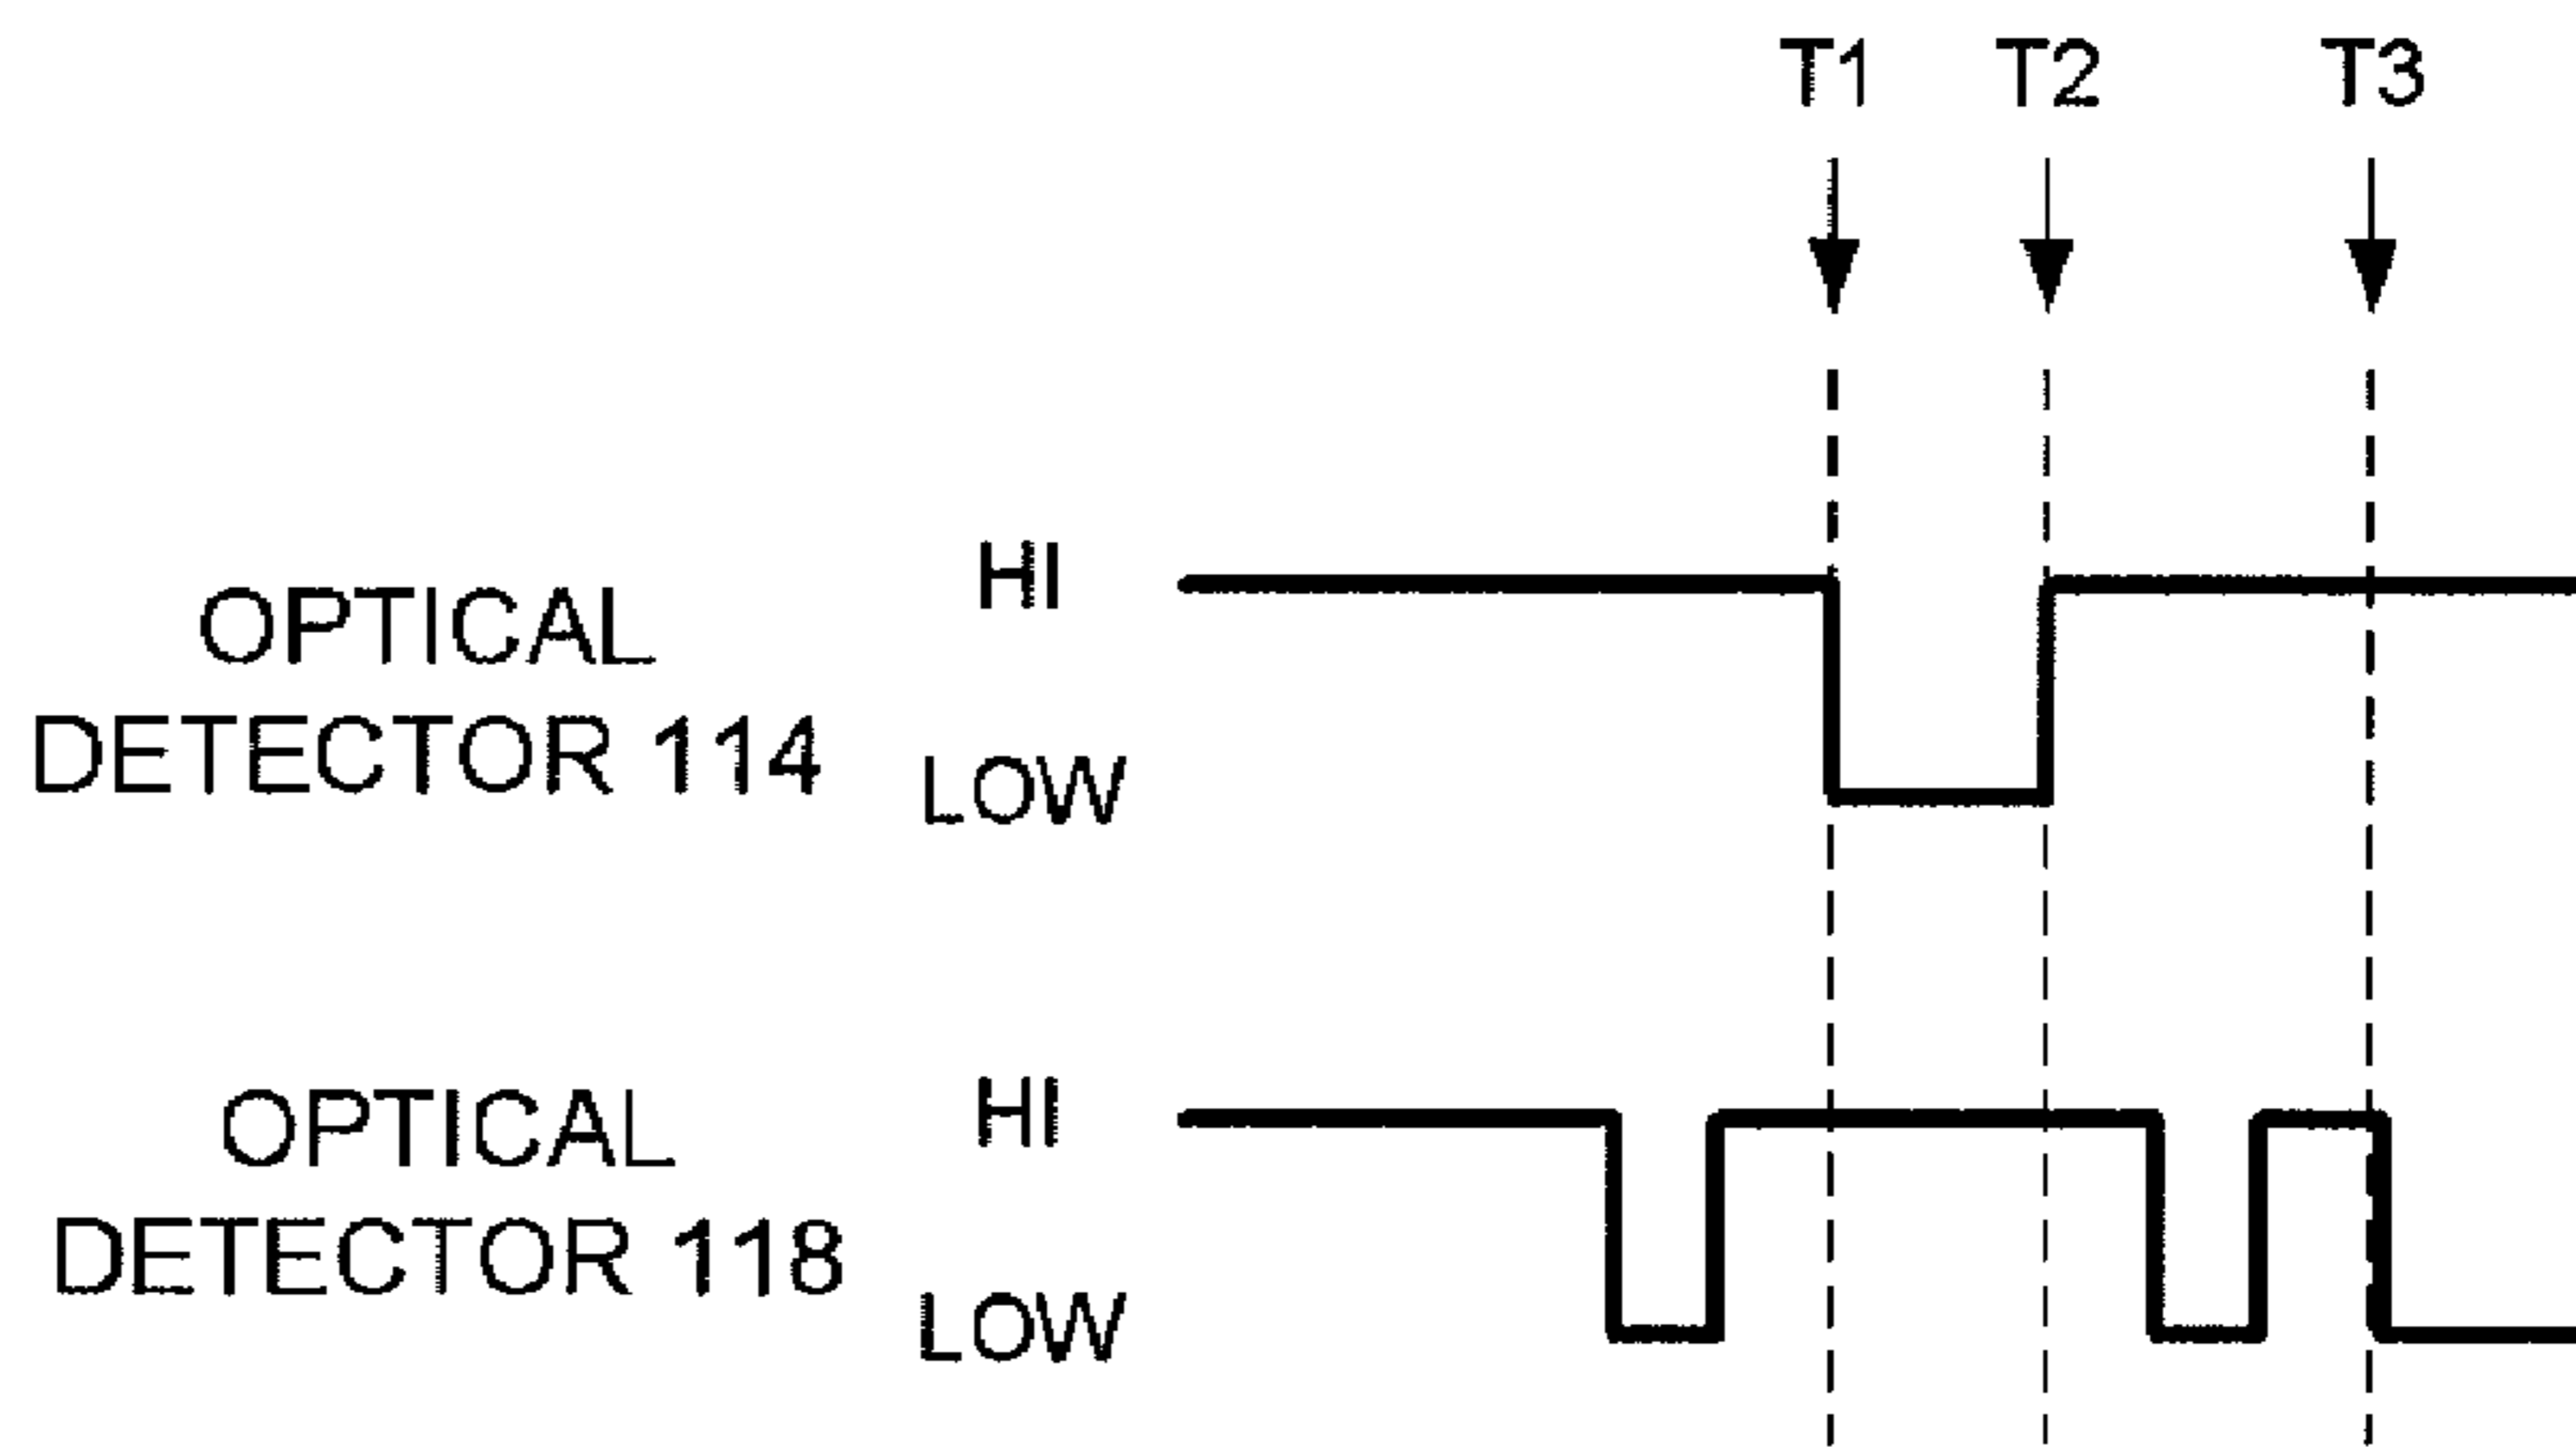 T1 T2 T3
HI
OPTICAL
DETECTOR 114
LOW
HI
OPTICAL
DETECTOR 118
LOW